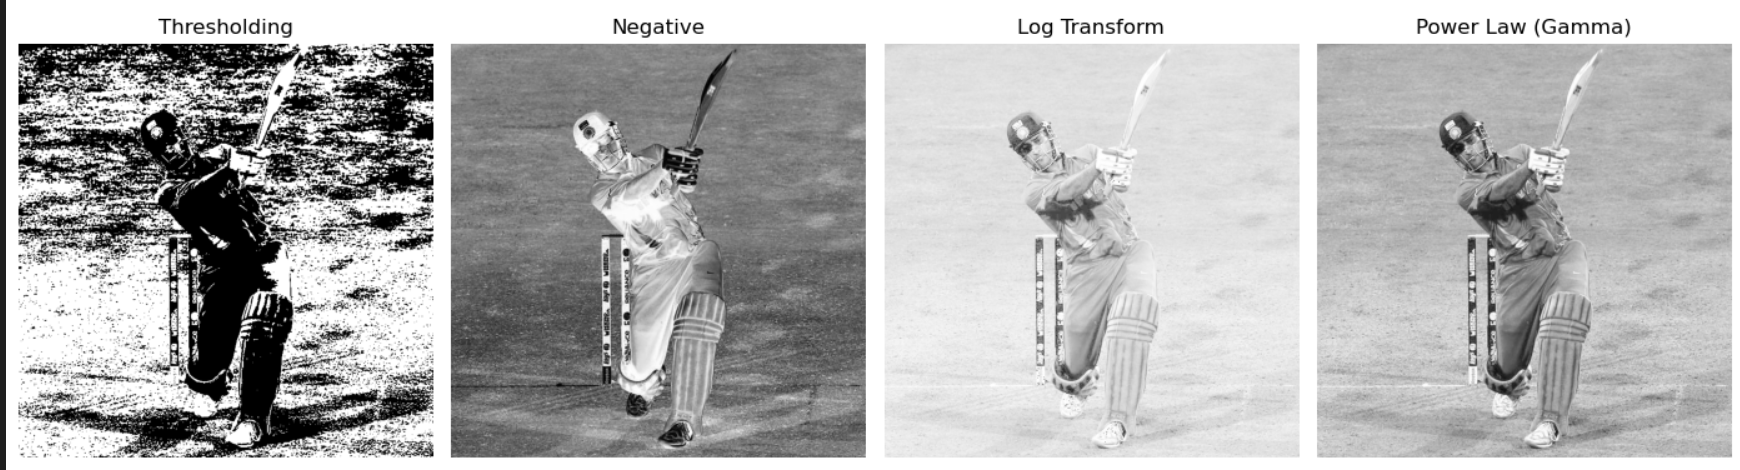 Thresholding
Negative
Log Transform
Power Law (Gamma)